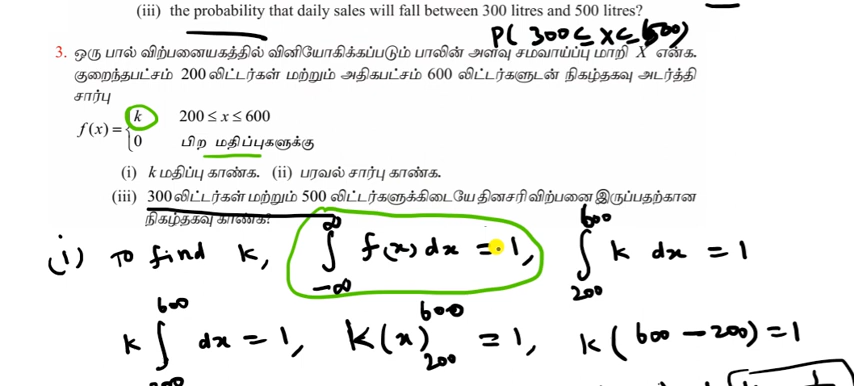 (iii) the probability that daily sales will fall between 300 litres and 500 litres?
P( 300 ≤ X ≤ 500)
3. ஒரு பால் விற்பனையகத்தில் வினியோகிக்கப்படும் பாலின் அளவு சமவாய்ப்பு மாறி X என்க.
குறைந்தபட்சம் 200 லிட்டர்கள் மற்றும் அதிகபட்சம் 600 லிட்டர்களுடன் நிகழ்தகவு அடர்த்தி
சார்பு
f(x) = { k 200 ≤ x ≤ 600
0 பிற மதிப்புகளுக்கு
(i) k மதிப்பு காண்க. (ii) பரவல் சார்பு காண்க.
(iii) 300 லிட்டர்கள் மற்றும் 500 லிட்டர்களுக்கிடையே தினசரி விற்பனை இருப்பதற்கான
நிகழ்தகவு காண்க?
(i) To find k, ∫_{-∞}^{∞} f(x) dx = 1, ∫_{200}^{600} k dx = 1
k ∫_{200}^{600} dx = 1, k(x)_{200}^{600} = 1, k(600 - 200) = 1